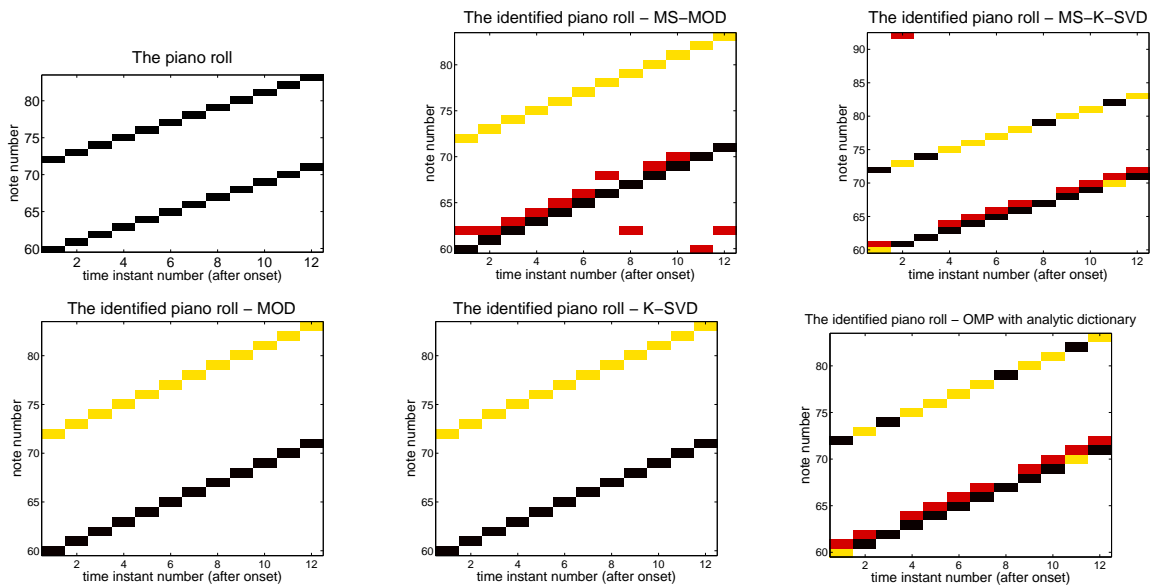 The piano roll
note number
80
75
70
65
60
2 4 6 8 10 12
time instant number (after onset)
The identified piano roll – MS–MOD
note number
80
75
70
65
60
2 4 6 8 10 12
time instant number (after onset)
The identified piano roll – MS–K–SVD
note number
90
85
80
75
70
65
60
2 4 6 8 10 12
time instant number (after onset)
The identified piano roll – MOD
note number
80
75
70
65
60
2 4 6 8 10 12
time instant number (after onset)
The identified piano roll – K–SVD
note number
80
75
70
65
60
2 4 6 8 10 12
time instant number (after onset)
The identified piano roll – OMP with analytic dictionary
note number
80
75
70
65
60
2 4 6 8 10 12
time instant number (after onset)